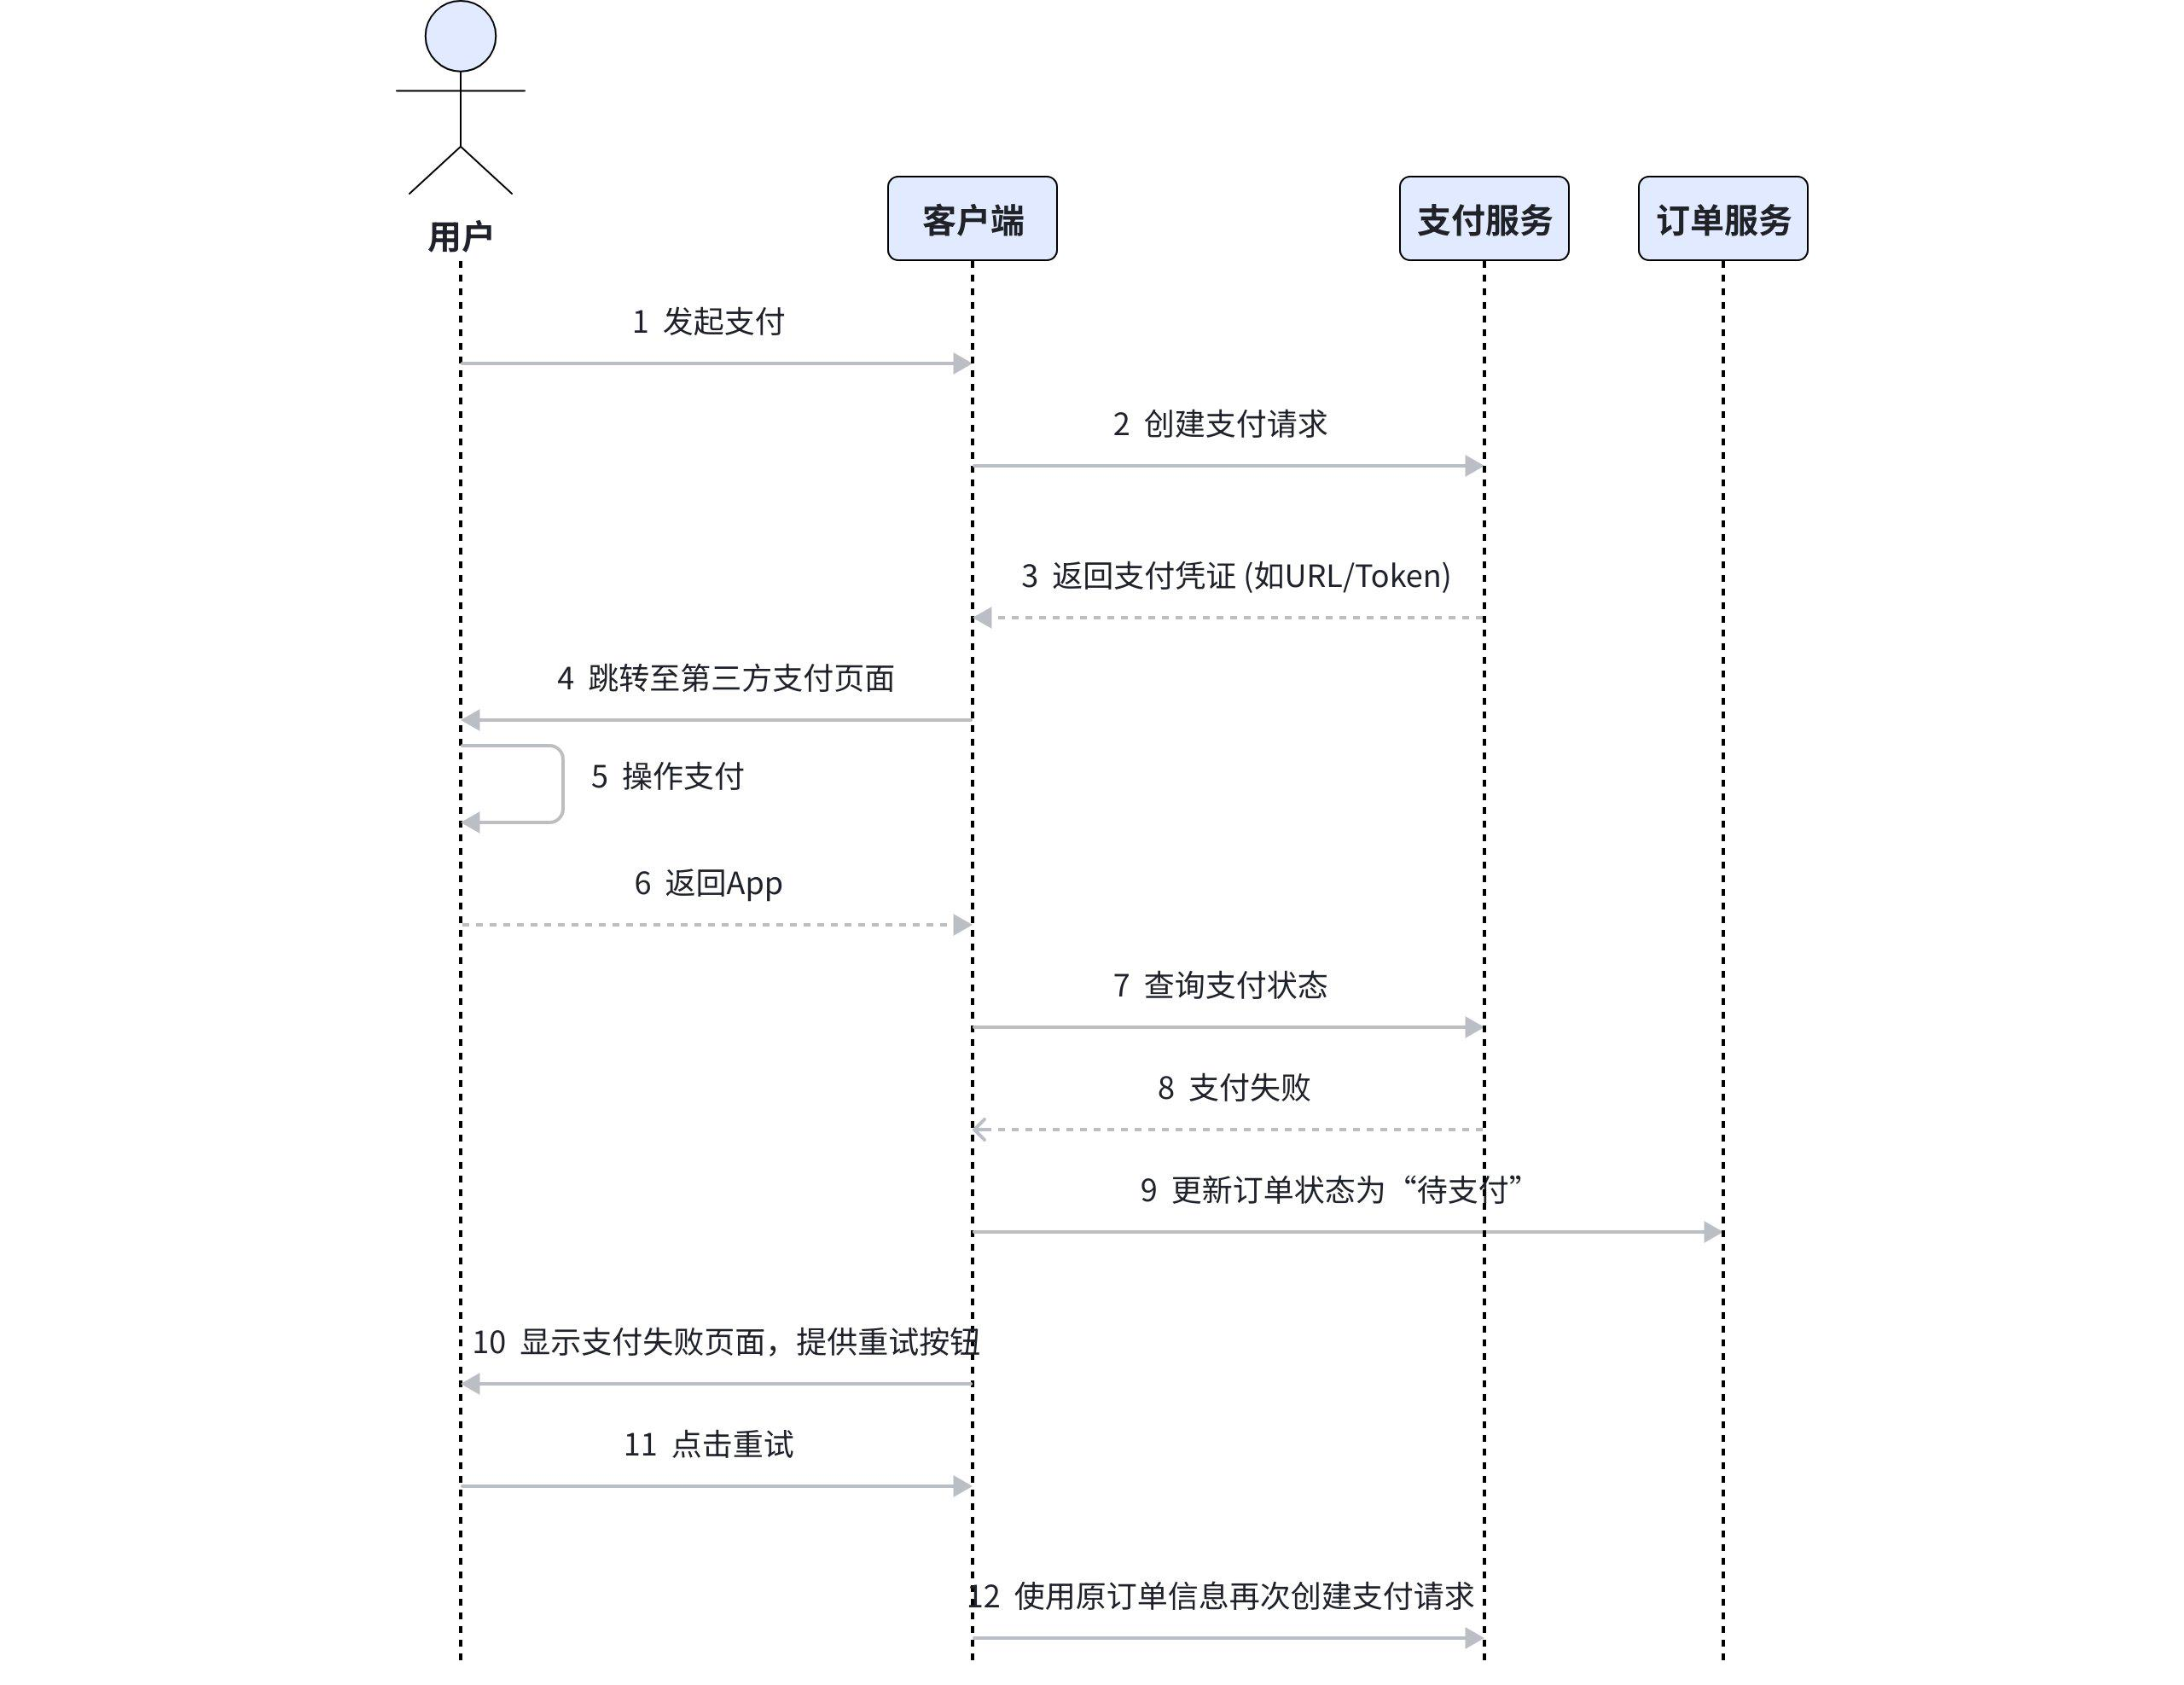 用户
客户端
支付服务
订单服务
1 发起支付
2 创建支付请求
3 返回支付凭证 (如URL/Token)
4 跳转至第三方支付页面
5 操作支付
6 返回App
7 查询支付状态
8 支付失败
9 更新订单状态为“待支付”
10 显示支付失败页面，提供重试按钮
11 点击重试
12 使用原订单信息再次创建支付请求